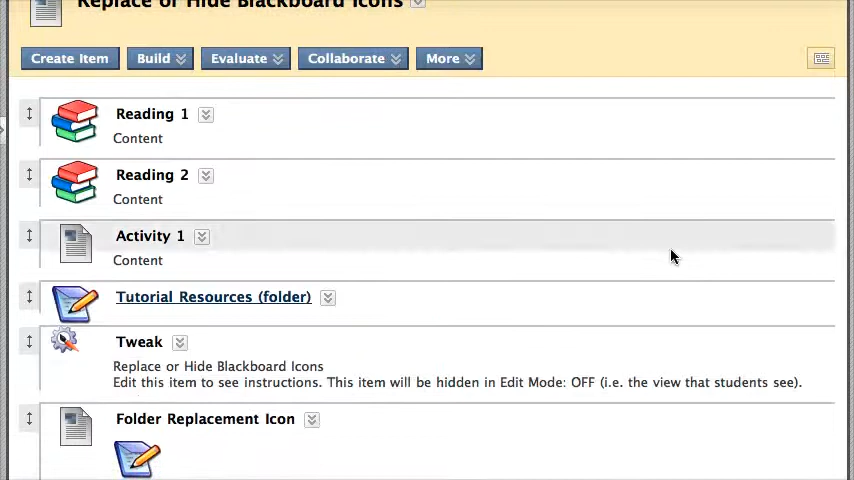 Replace or Hide Blackboard Icons
Create Item Build Evaluate Collaborate More
Reading 1
Content
Reading 2
Content
Activity 1
Content
Tutorial Resources (folder)
Tweak
Replace or Hide Blackboard Icons
Edit this item to see instructions. This item will be hidden in Edit Mode: OFF (i.e. the view that students see).
Folder Replacement Icon